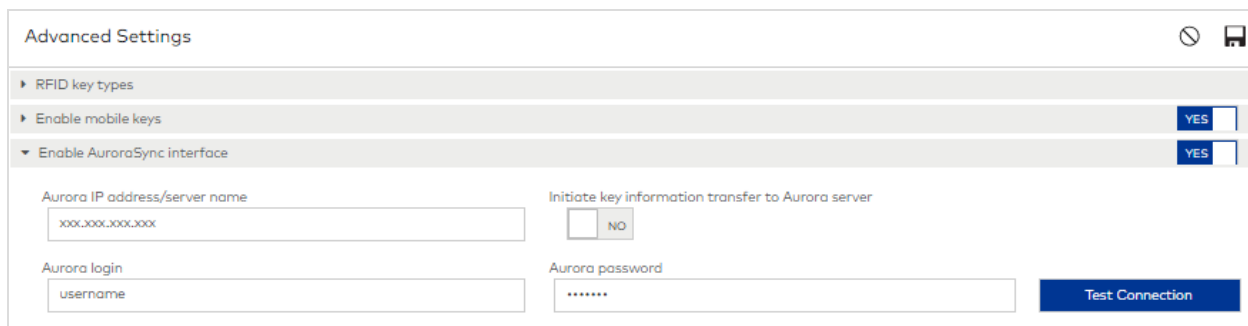 Advanced Settings
RFID key types
Enable mobile keys YES
Enable AuroraSync interface YES
Aurora IP address/server name Initiate key information transfer to Aurora server
xxx.xxx.xxx.xxx NO
Aurora login Aurora password
username ••••••• Test Connection